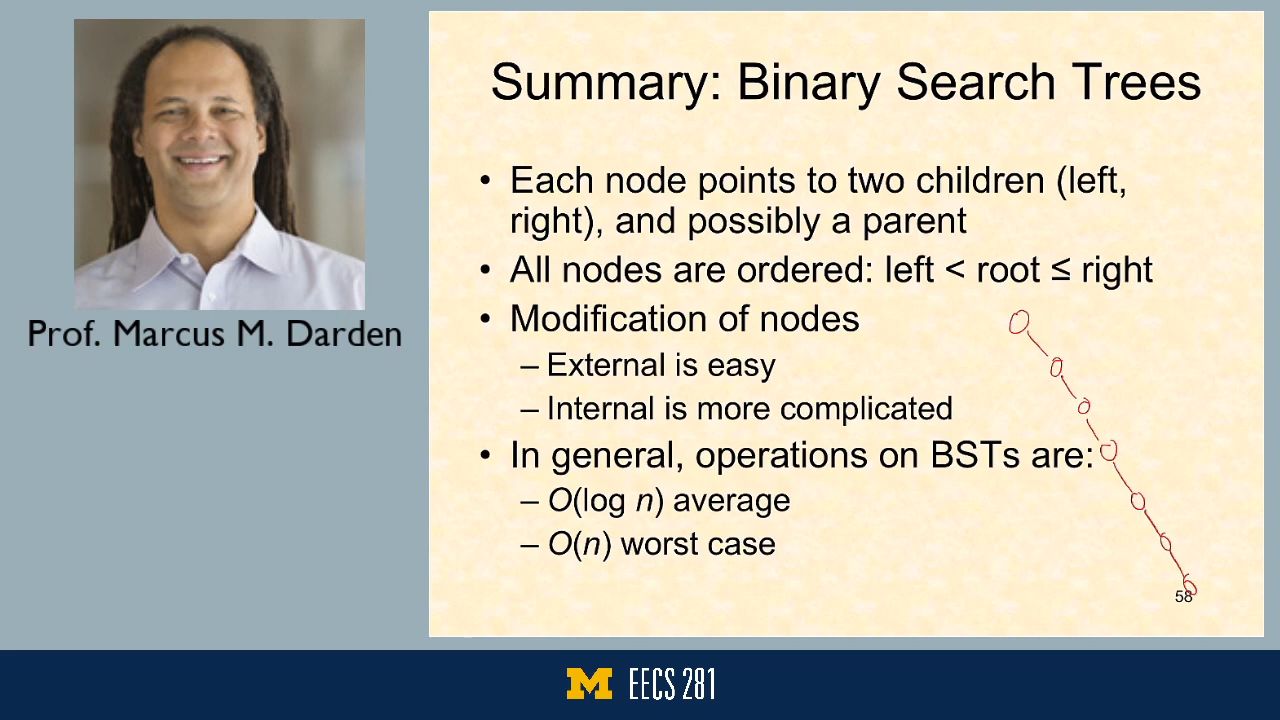 Prof. Marcus M. Darden
Summary: Binary Search Trees
• Each node points to two children (left,
right), and possibly a parent
• All nodes are ordered: left < root ≤ right
• Modification of nodes
– External is easy
– Internal is more complicated
• In general, operations on BSTs are:
– O(log n) average
– O(n) worst case
58
M EECS 281